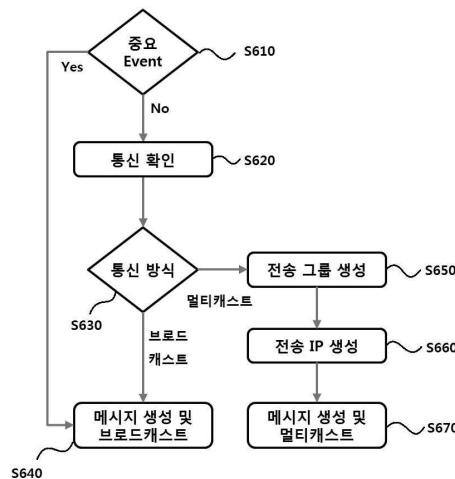 중요
Event
S610
Yes
No
통신 확인
S620
통신 방식
전송 그룹 생성
S650
멀티캐스트
S630
브로드
캐스트
전송 IP 생성
S660
메시지 생성 및
브로드캐스트
메시지 생성 및
멀티캐스트
S670
S640